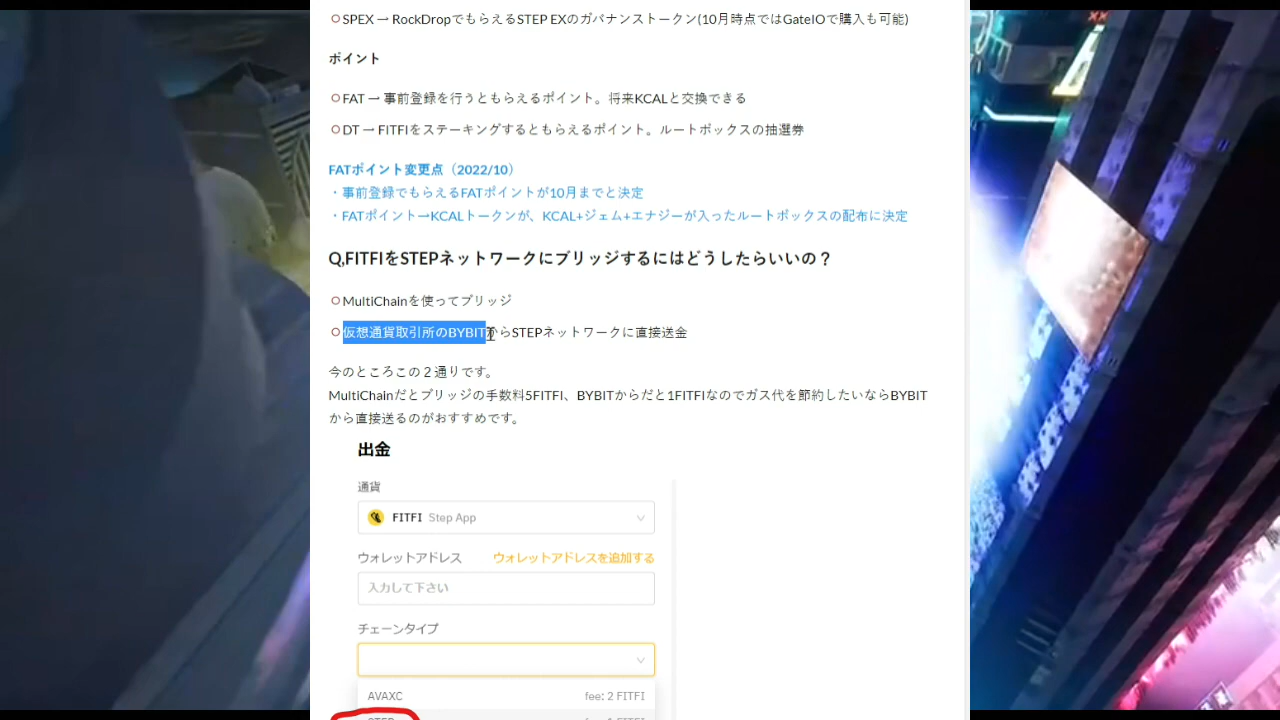 SPEX → RockDropでもらえるSTEP EXのガバナンストークン(10月時点ではGateIOで購入も可能)
ポイント
FAT → 事前登録を行うともらえるポイント。将来KCALと交換できる
DT → FITFIをステーキングするともらえるポイント。ルートボックスの抽選券
FATポイント変更点（2022/10）
・事前登録でもらえるFATポイントが10月までと決定
・FATポイント→KCALトークンが、KCAL+ジェム+エナジーが入ったルートボックスの配布に決定
Q,FITFIをSTEPネットワークにブリッジするにはどうしたらいいの？
MultiChainを使ってブリッジ
仮想通貨取引所のBYBITからSTEPネットワークに直接送金
今のところこの２通りです。
MultiChainだとブリッジの手数料5FITFI、BYBITからだと1FITFIなのでガス代を節約したいならBYBIT
から直接送るのがおすすめです。
出金
通貨
FITFI Step App
ウォレットアドレス ウォレットアドレスを追加する
入力して下さい
チェーンタイプ
AVAXC fee: 2 FITFI